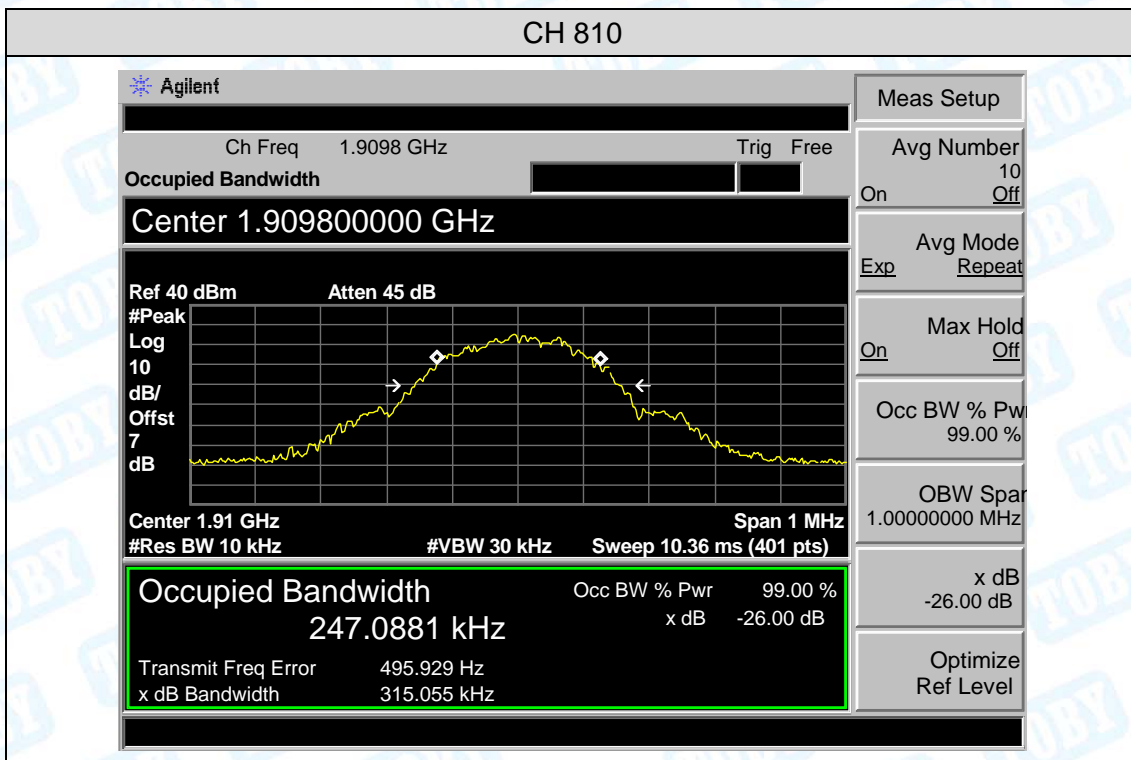 CH 810
Agilent
Meas Setup
Ch Freq 1.9098 GHz Trig Free
Occupied Bandwidth
Center 1.909800000 GHz
Ref 40 dBm Atten 45 dB
#Peak
Log
10
dB/
Offst
7
dB
Center 1.91 GHz Span 1 MHz
#Res BW 10 kHz #VBW 30 kHz Sweep 10.36 ms (401 pts)
Occupied Bandwidth Occ BW % Pwr 99.00 %
247.0881 kHz x dB -26.00 dB
Transmit Freq Error 495.929 Hz
x dB Bandwidth 315.055 kHz
Avg Number
10
On Off
Avg Mode
Exp Repeat
Max Hold
On Off
Occ BW % Pwr
99.00 %
OBW Span
1.00000000 MHz
x dB
-26.00 dB
Optimize
Ref Level
TOBY